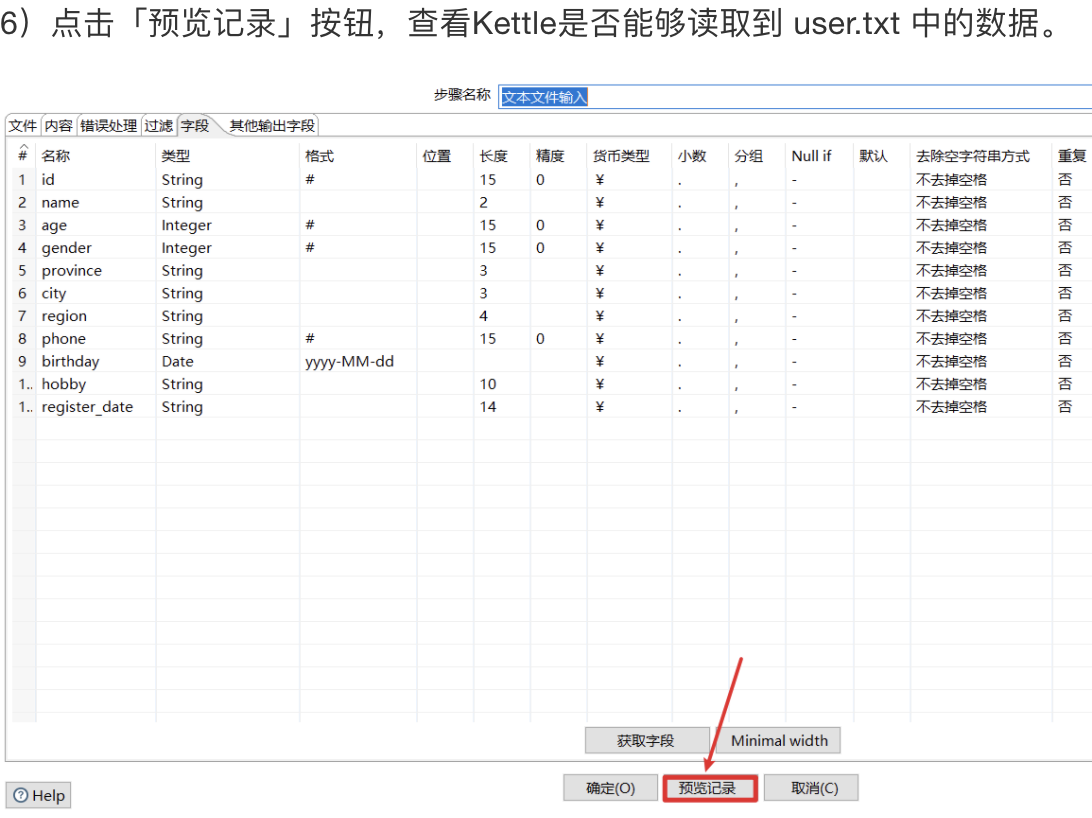 6）点击「预览记录」按钮，查看Kettle是否能够读取到 user.txt 中的数据。
步骤名称 文本文件输入
文件 内容 错误处理 过滤 字段 其他输出字段
# 名称 类型 格式 位置 长度 精度 货币类型 小数 分组 Null if 默认 去除空字符串方式 重复
1 id String # 15 0 ¥ . , - 不去掉空格 否
2 name String 2 ¥ . , - 不去掉空格 否
3 age Integer # 15 0 ¥ . , - 不去掉空格 否
4 gender Integer # 15 0 ¥ . , - 不去掉空格 否
5 province String 3 ¥ . , - 不去掉空格 否
6 city String 3 ¥ . , - 不去掉空格 否
7 region String 4 ¥ . , - 不去掉空格 否
8 phone String # 15 0 ¥ . , - 不去掉空格 否
9 birthday Date yyyy-MM-dd ¥ . , - 不去掉空格 否
1.. hobby String 10 ¥ . , - 不去掉空格 否
1.. register_date String 14 ¥ . , - 不去掉空格 否
获取字段 Minimal width
确定(O) 预览记录 取消(C)
Help